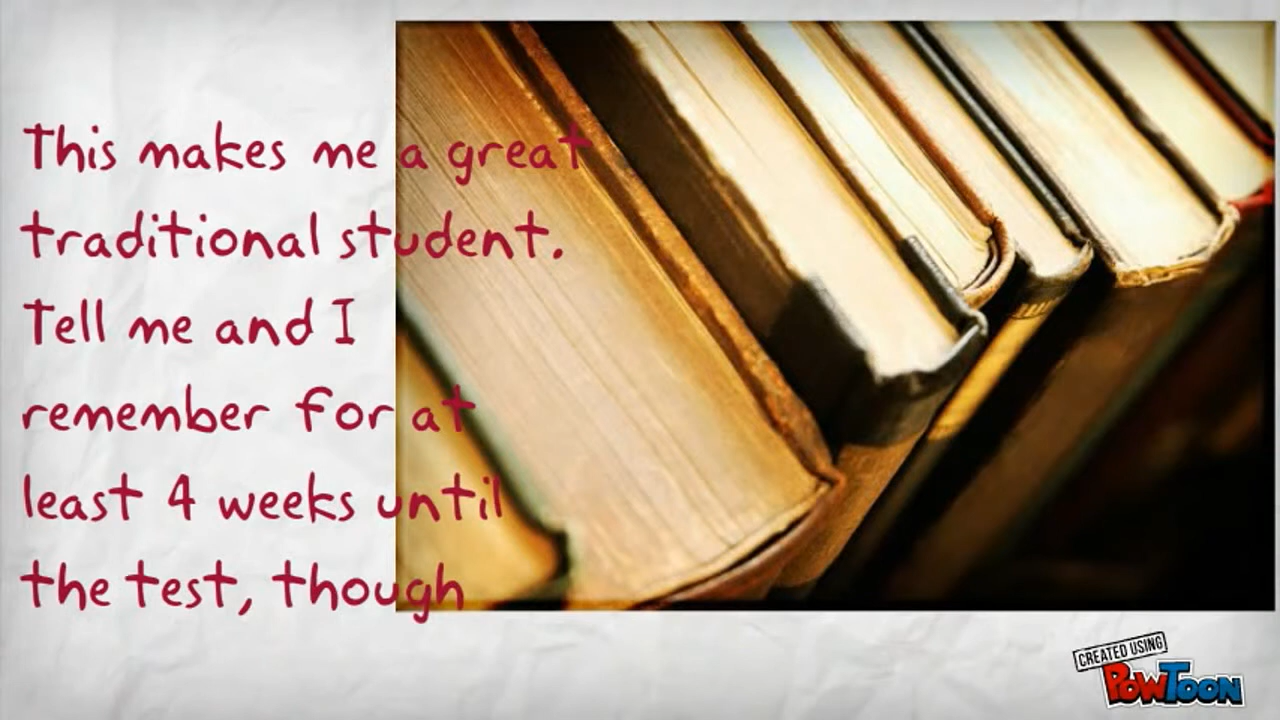 This makes me a great
traditional student.
Tell me and I
remember for at
least 4 weeks until
the test, though
CREATED USING
POWTOON